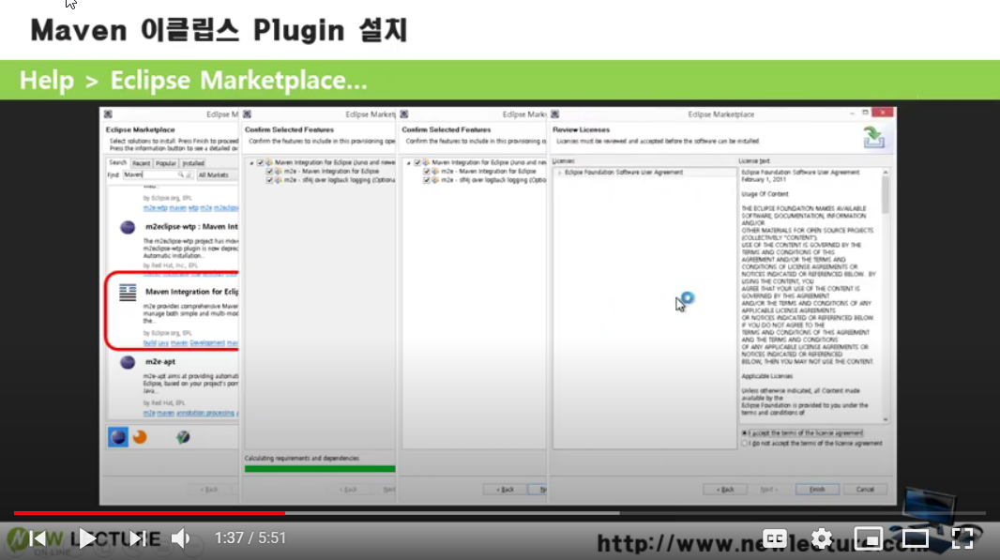 Maven 이클립스 Plugin 설치
Help > Eclipse Marketplace...
Eclipse M
Eclipse Marketplace
Select solutions to install. Press Finish to proceed
Press the information button to see a detailed ov
Search Recent Popular Installed
Find: Maven All Markets
by Eclipse.org, EPL
m2e-wtp maven wtp m2e m2eclipse
m2eclipse-wtp : Maven Int
The m2eclipse-wtp project has mov
m2eclipse-wtp plugin is now deprec
Automatic installation...
by Red Hat, Inc., EPL
Maven Integration for Eclip
m2e provides comprehensive Maven
manage both simple and multi-mod
the...
by Eclipse.org, EPL
build java maven Development mav
m2e-apt
m2e-apt aims at providing automati
Eclipse, based on your project's pom
Java...
by Red Hat, EPL
m2e maven annotation processing
< Back
Eclipse Market
Confirm Selected Features
Confirm the features to include in this provisioning ope
Maven Integration for Eclipse (Juno and newe
m2e - Maven Integration for Eclipse
m2e - slf4j over logback logging (Optiona
Calculating requirements and dependencies
< Back Next
Eclipse Mark
Confirm Selected Features
Confirm the features to include in this provisioning o
Maven Integration for Eclipse (Juno and new
m2e - Maven Integration for Eclipse
m2e - slf4j over logback logging (Optio
< Back
Eclipse Marketplace
Review Licenses
Licenses must be reviewed and accepted before the software can be installed.
Licenses:
Eclipse Foundation Software User Agreement
License text:
Eclipse Foundation Software User Agreement
February 1, 2011
Usage Of Content
THE ECLIPSE FOUNDATION MAKES AVAILABLE
SOFTWARE, DOCUMENTATION, INFORMATION
AND/OR
OTHER MATERIALS FOR OPEN SOURCE PROJECTS
(COLLECTIVELY "CONTENT").
USE OF THE CONTENT IS GOVERNED BY THE
TERMS AND CONDITIONS OF THIS
AGREEMENT AND/OR THE TERMS AND
CONDITIONS OF LICENSE AGREEMENTS OR
NOTICES INDICATED OR REFERENCED BELOW. BY
USING THE CONTENT, YOU
AGREE THAT YOUR USE OF THE CONTENT IS
GOVERNED BY THIS AGREEMENT
AND/OR THE TERMS AND CONDITIONS OF ANY
APPLICABLE LICENSE AGREEMENTS
OR NOTICES INDICATED OR REFERENCED BELOW.
IF YOU DO NOT AGREE TO THE
TERMS AND CONDITIONS OF THIS AGREEMENT
AND THE TERMS AND CONDITIONS
OF ANY APPLICABLE LICENSE AGREEMENTS OR
NOTICES INDICATED OR REFERENCED
BELOW, THEN YOU MAY NOT USE THE CONTENT.
Applicable Licenses
Unless otherwise indicated, all Content made
available by the
Eclipse Foundation is provided to you under the
terms and conditions of
I accept the terms of the license agreement
I do not accept the terms of the license agreement
< Back Next > Finish Cancel
NEW LECTURE
ON-LINE
1:37 / 5:51
http://www.newlecture.com
CC